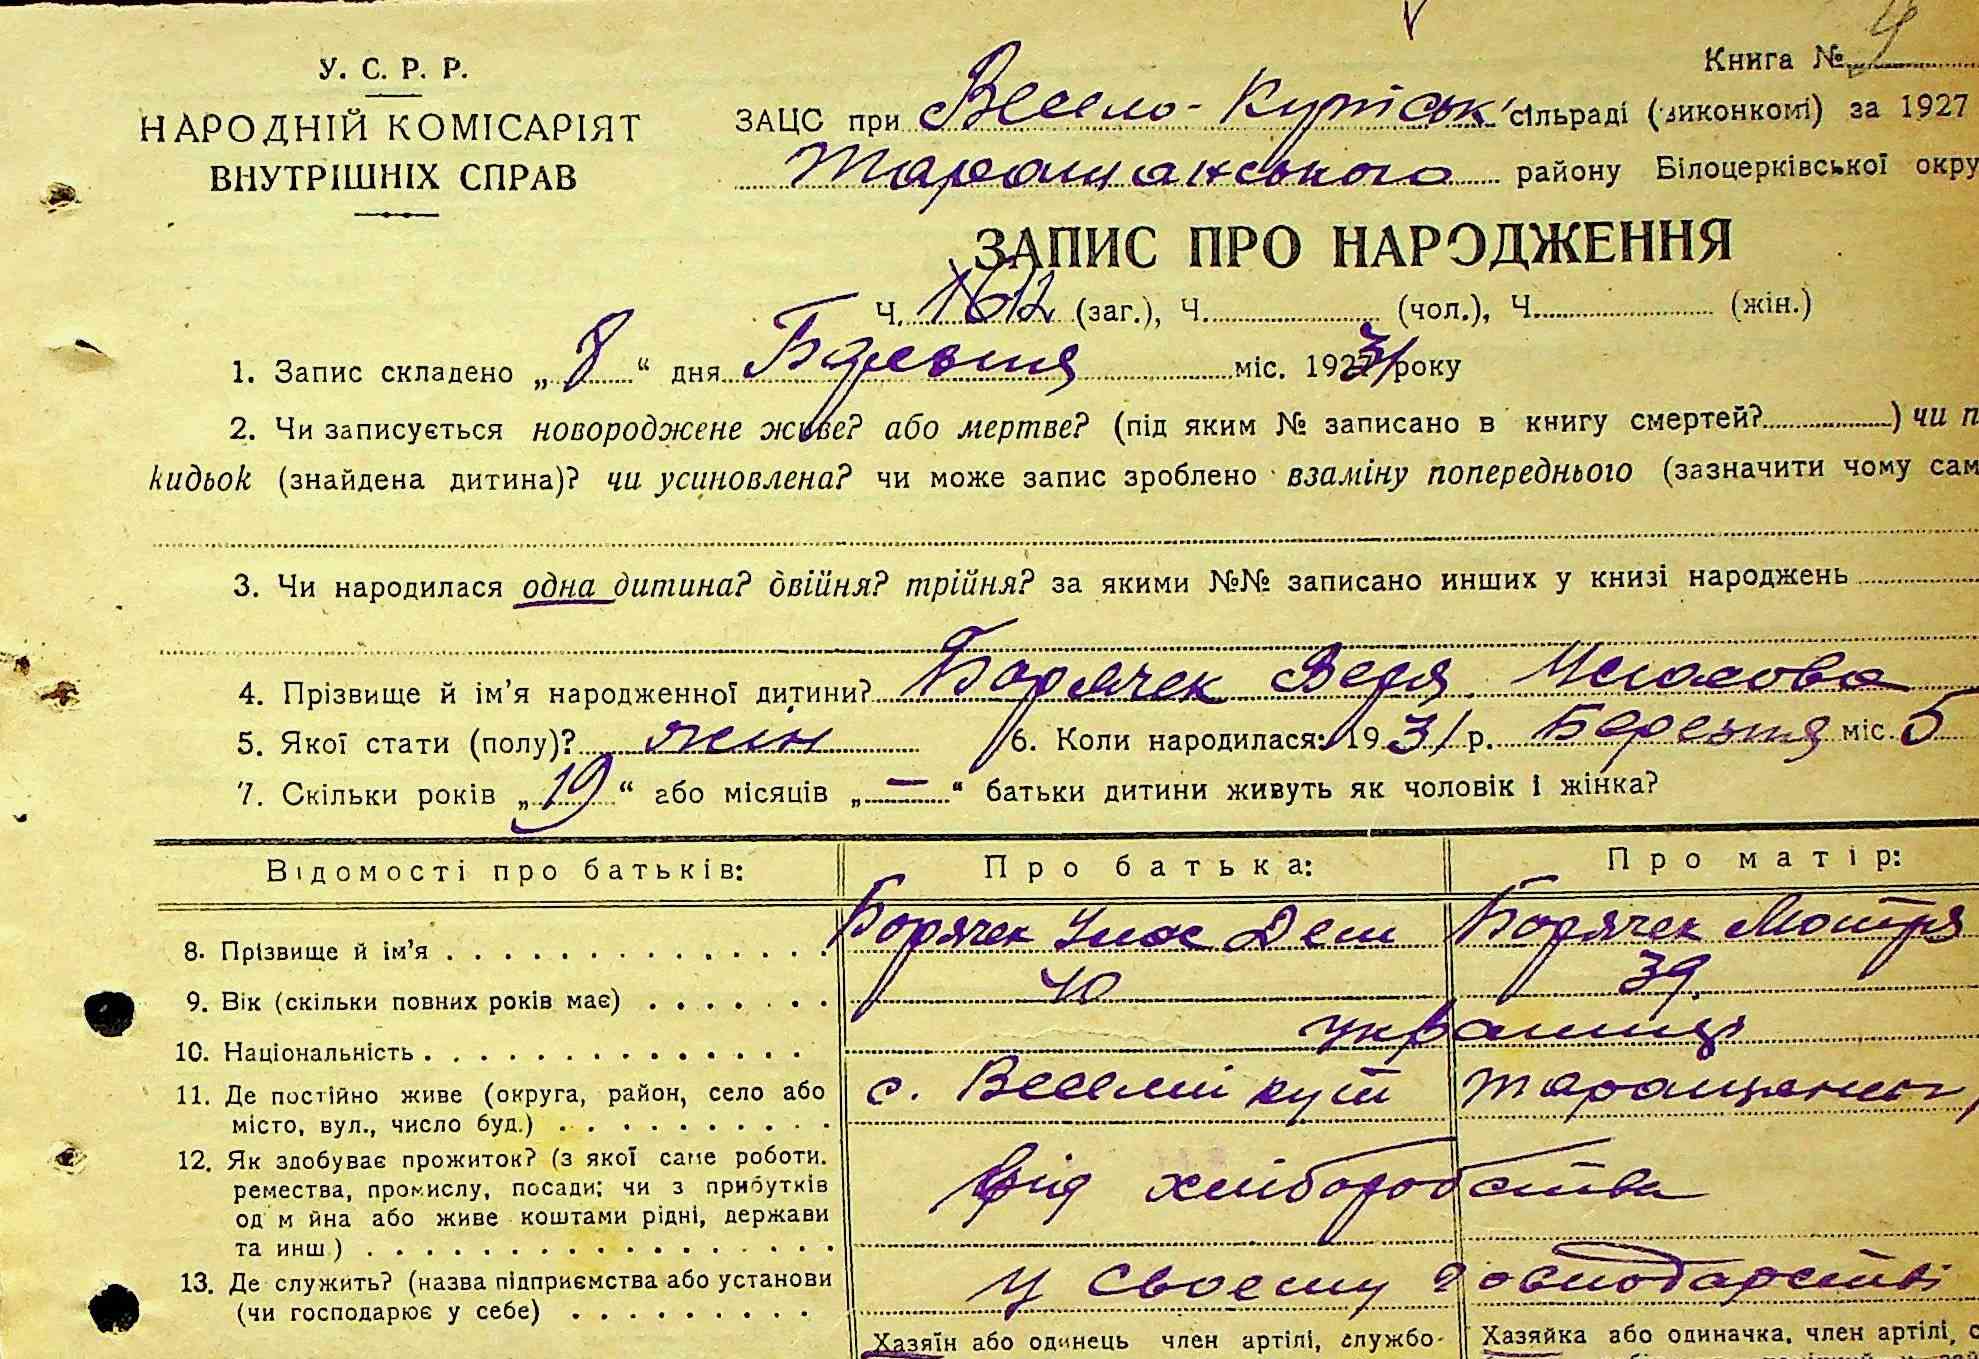 У. С. Р. Р.
НАРОДНІЙ КОМІСАРІЯТ
ВНУТРІШНІХ СПРАВ
Книга №
ЗАЦС при Весело-Кутіськ сільраді (виконкомі) за 1927
Таращанського району Білоцерківської окру
ЗАПИС ПРО НАРОДЖЕННЯ
Ч. 1612 (заг.), Ч. (чол.), Ч. (жін.)
1. Запис складено „8“ дня Березня міс. 1931 року
2. Чи записується новороджене живе? або мертве? (під яким № записано в книгу смертей? ) чи п
кидьок (знайдена дитина)? чи усиновлена? чи може запис зроблено взаміну попереднього (зазначити чому сам
3. Чи народилася одна дитина? двійня? трійня? за якими №№ записано инших у книзі народжень
4. Прізвище й ім'я народженної дитини? Борячек Ведя
5. Якої стати (полу)? жін 6. Коли народилася: 1931 р. Березня міс. 5
7. Скільки років „19“ або місяців „—“ батьки дитини живуть як чоловік і жінка?
Відомості про батьків: Про батька: Про матір:
8. Прізвище й ім'я Борячек Улас Дем Борячек Мотря
9. Вік (скільки повних років має) 40 39
10. Національність українці
11. Де постійно живе (округа, район, село або
місто, вул., число буд.) с. Веселий кут Таращанськ
12. Як здобуває прожиток? (з якої саме роботи.
ремества, промислу, посади; чи з прибутків
од м йна або живе коштами рідні, держави
та инш.) Від хліборобства
13. Де служить? (назва підприємства або установи
(чи господарює у себе) У своєму господарстві
Хазяїн або одинець член артілі, службо- Хазяйка або одиначка, член артілі, с